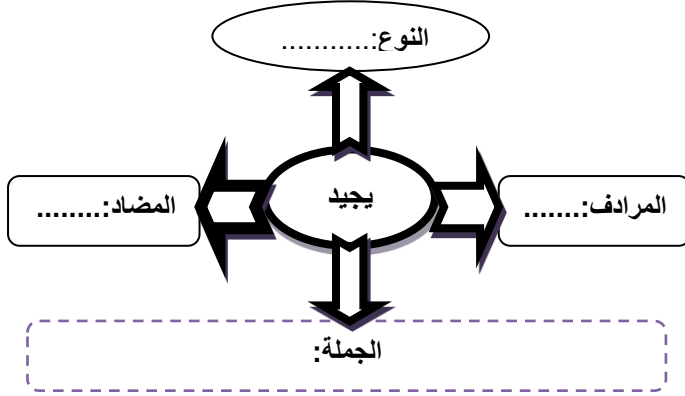 النوع:...........
المرادف:.......
يجيد
المضاد:........
الجملة: